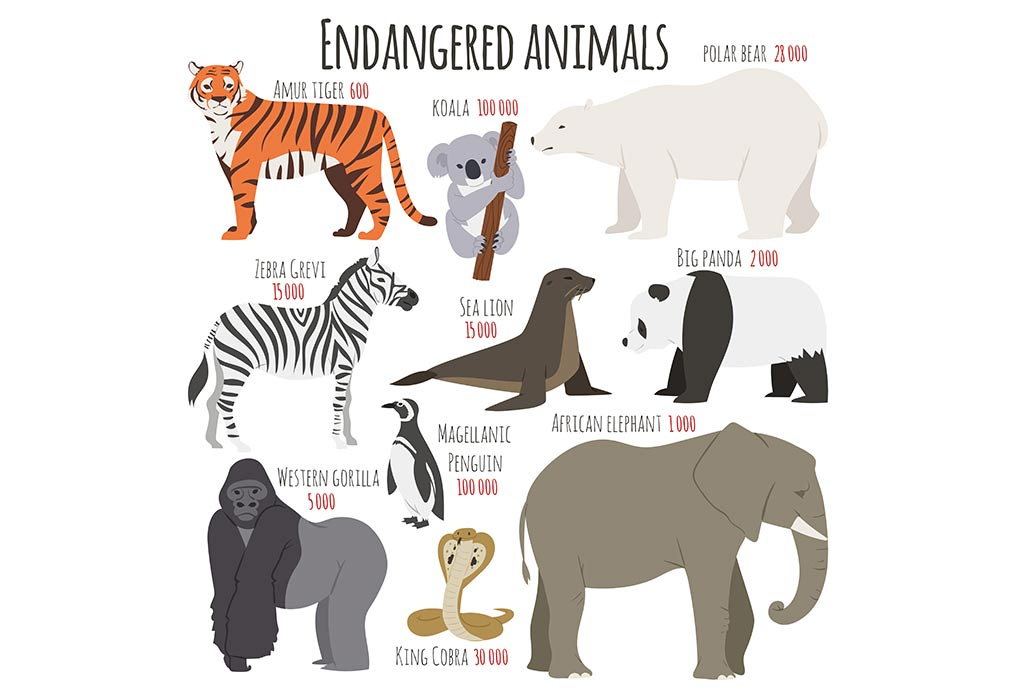 Endangered animals
Amur tiger 600
koala 100 000
polar bear 28 000
Zebra Grevi
15 000
Sea lion
15 000
Big panda 2 000
Magellanic
Penguin
100 000
African elephant 1 000
Western gorilla
5 000
King Cobra 30 000